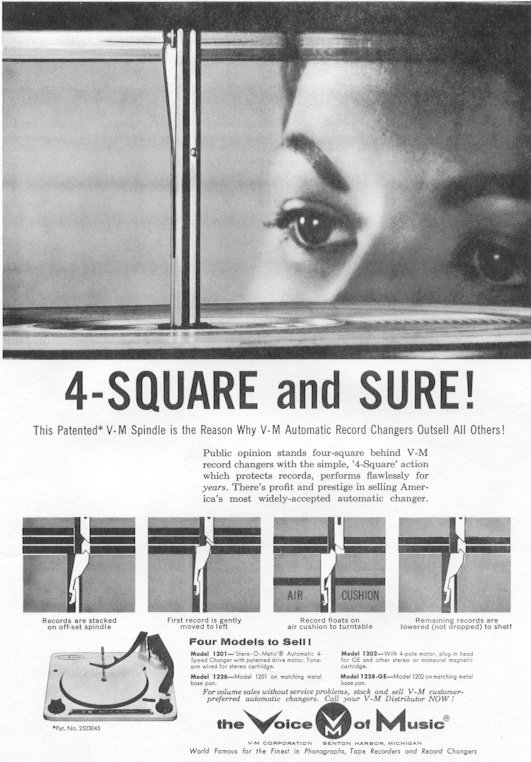 4-SQUARE and SURE!
This Patented* V-M Spindle is the Reason Why V-M Automatic Record Changers Outsell All Others!
Public opinion stands four-square behind V-M
record changers with the simple, '4-Square' action
which protects records, performs flawlessly for
years. There's profit and prestige in selling Amer-
ica's most widely-accepted automatic changer.
AIR CUSHION
Records are stacked
on off-set spindle
First record is gently
moved to left
Record floats on
air cushion to turntable
Remaining records are
lowered (not dropped) to shelf
Four Models to Sell!
Model 1201—'Stere-O-Matic'® Automatic 4-
Speed Changer with patented drive motor. Tone-
arm wired for stereo cartridge.
Model 1226—Model 1201 on matching metal
base pan.
Model 1202—With 4-pole motor, plug-in head
for GE and other stereo or monaural magnetic
cartridge.
Model 1228-GE—Model 1202 on matching metal
base pan.
For volume sales without service problems, stock and sell V-M customer-
preferred automatic changers. Call your V-M Distributor NOW!
*Pat. No. 2523045
the Voice VM of Music®
V-M CORPORATION BENTON HARBOR, MICHIGAN
World Famous for the Finest in Phonographs, Tape Recorders and Record Changers